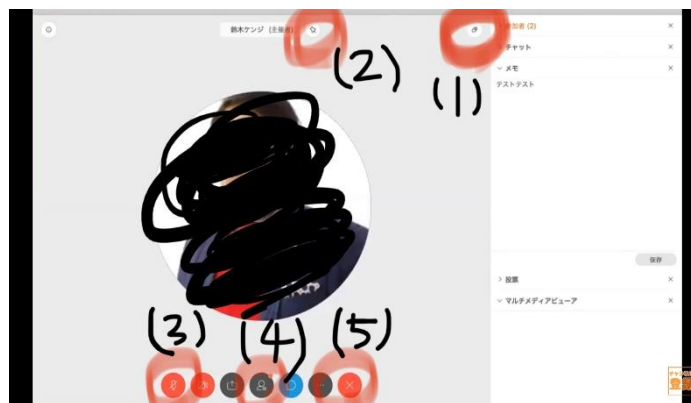 鈴木ケンジ (主催者)
参加者 (2)
チャット
メモ
テストテスト
(2)
(1)
保存
投票
マルチメディアビューア
(3)
(4)
(5)
登録